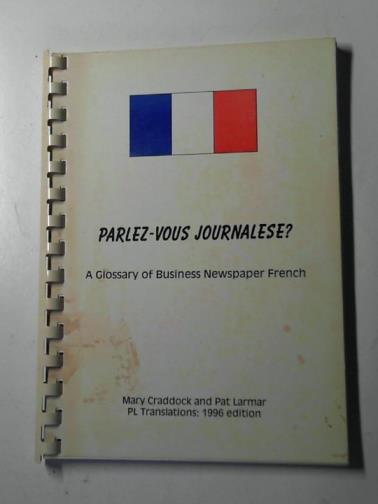 PARLEZ-VOUS JOURNALESE?
A Glossary of Business Newspaper French
Mary Craddock and Pat Larmar
PL Translations: 1996 edition